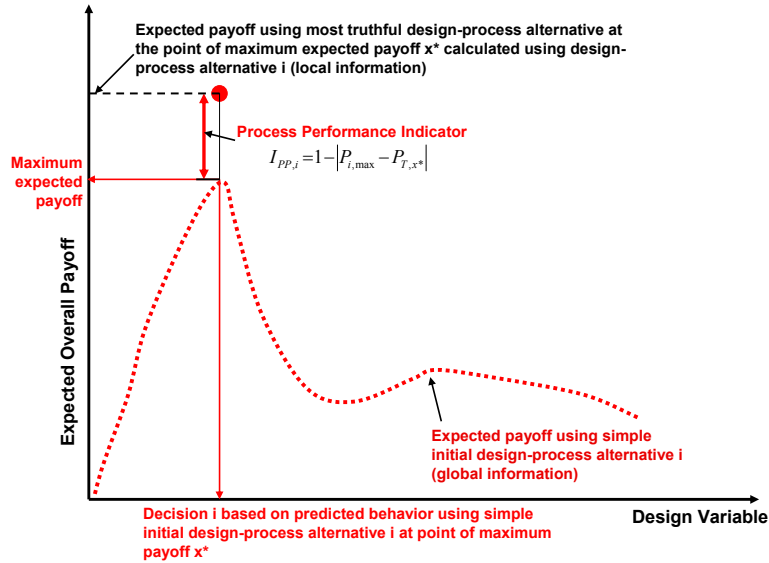 Expected payoff using most truthful design-process alternative at
the point of maximum expected payoff x* calculated using design-
process alternative i (local information)
Process Performance Indicator
I_{PP,i} =1−|P_{i,max} − P_{T,x*}|
Maximum
expected
payoff
Expected Overall Payoff
Expected payoff using simple
initial design-process alternative i
(global information)
Decision i based on predicted behavior using simple
initial design-process alternative i at point of maximum
payoff x*
Design Variable